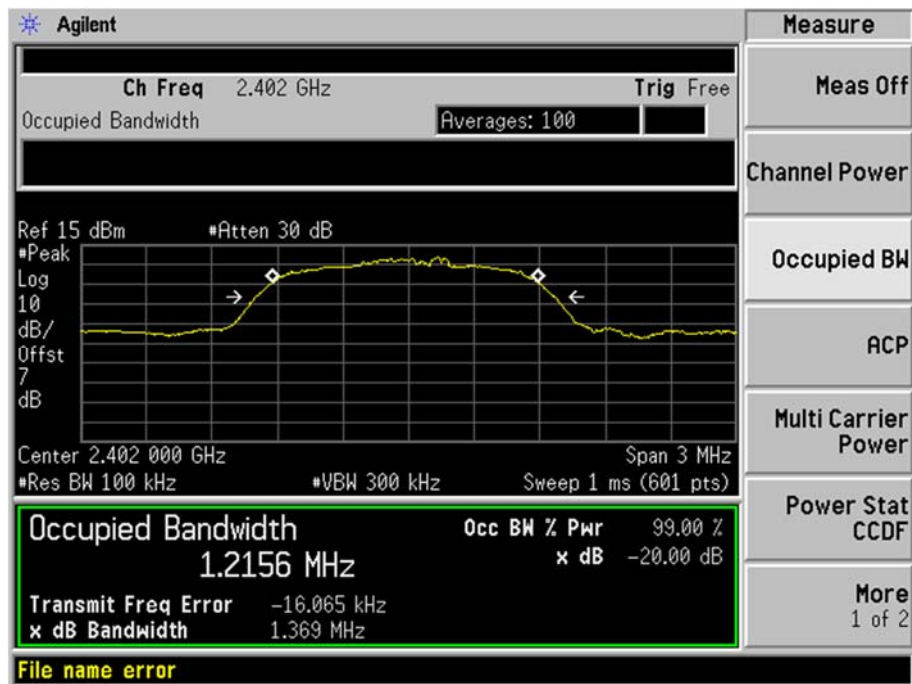 Agilent
Measure
Ch Freq 2.402 GHz Trig Free
Occupied Bandwidth Averages: 100
Meas Off
Channel Power
Occupied BW
ACP
Multi Carrier
Power
Power Stat
CCDF
More
1 of 2
Ref 15 dBm #Atten 30 dB
#Peak
Log
10
dB/
Offst
7
dB
Center 2.402 000 GHz Span 3 MHz
#Res BW 100 kHz #VBW 300 kHz Sweep 1 ms (601 pts)
Occupied Bandwidth Occ BW % Pwr 99.00 %
1.2156 MHz x dB -20.00 dB
Transmit Freq Error -16.065 kHz
x dB Bandwidth 1.369 MHz
File name error